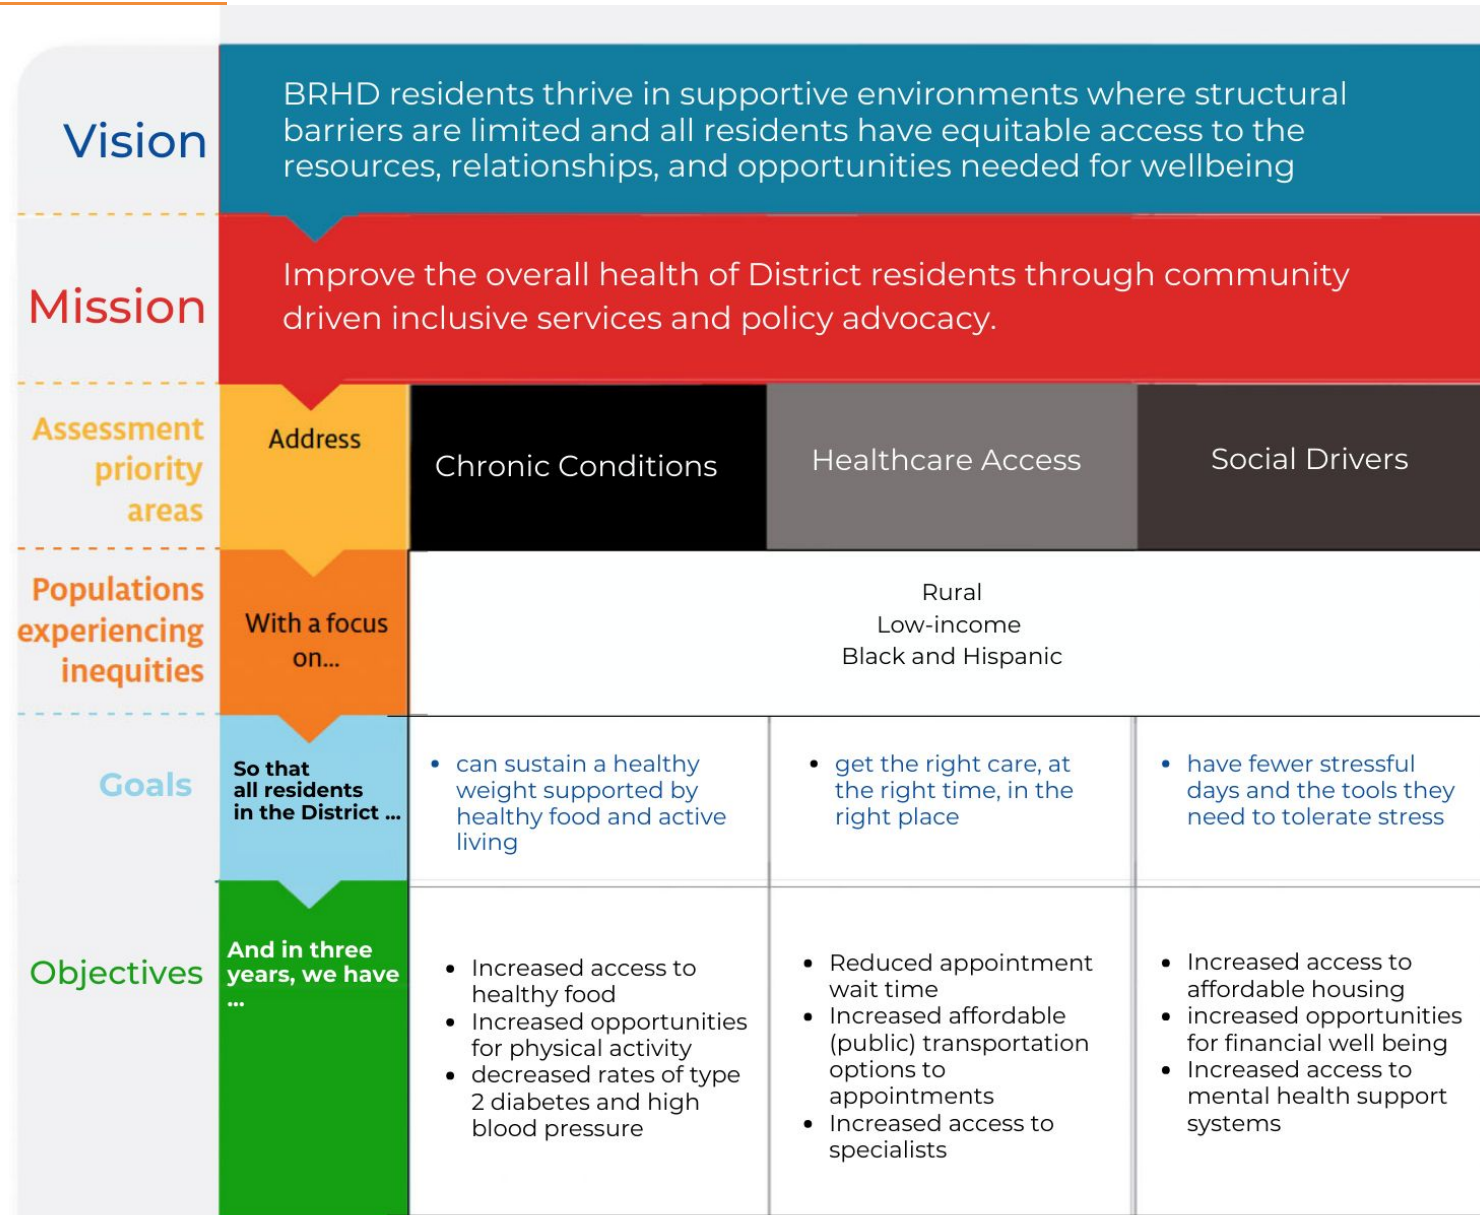 Vision
BRHD residents thrive in supportive environments where structural
barriers are limited and all residents have equitable access to the
resources, relationships, and opportunities needed for wellbeing
Mission
Improve the overall health of District residents through community
driven inclusive services and policy advocacy.
Assessment
priority
areas
Address
Chronic Conditions
Healthcare Access
Social Drivers
Populations
experiencing
inequities
With a focus
on...
Rural
Low-income
Black and Hispanic
Goals
So that
all residents
in the District ...
• can sustain a healthy
weight supported by
healthy food and active
living
• get the right care, at
the right time, in the
right place
• have fewer stressful
days and the tools they
need to tolerate stress
Objectives
And in three
years, we have
...
• Increased access to
healthy food
• Increased opportunities
for physical activity
• decreased rates of type
2 diabetes and high
blood pressure
• Reduced appointment
wait time
• Increased affordable
(public) transportation
options to
appointments
• Increased access to
specialists
• Increased access to
affordable housing
• increased opportunities
for financial well being
• Increased access to
mental health support
systems